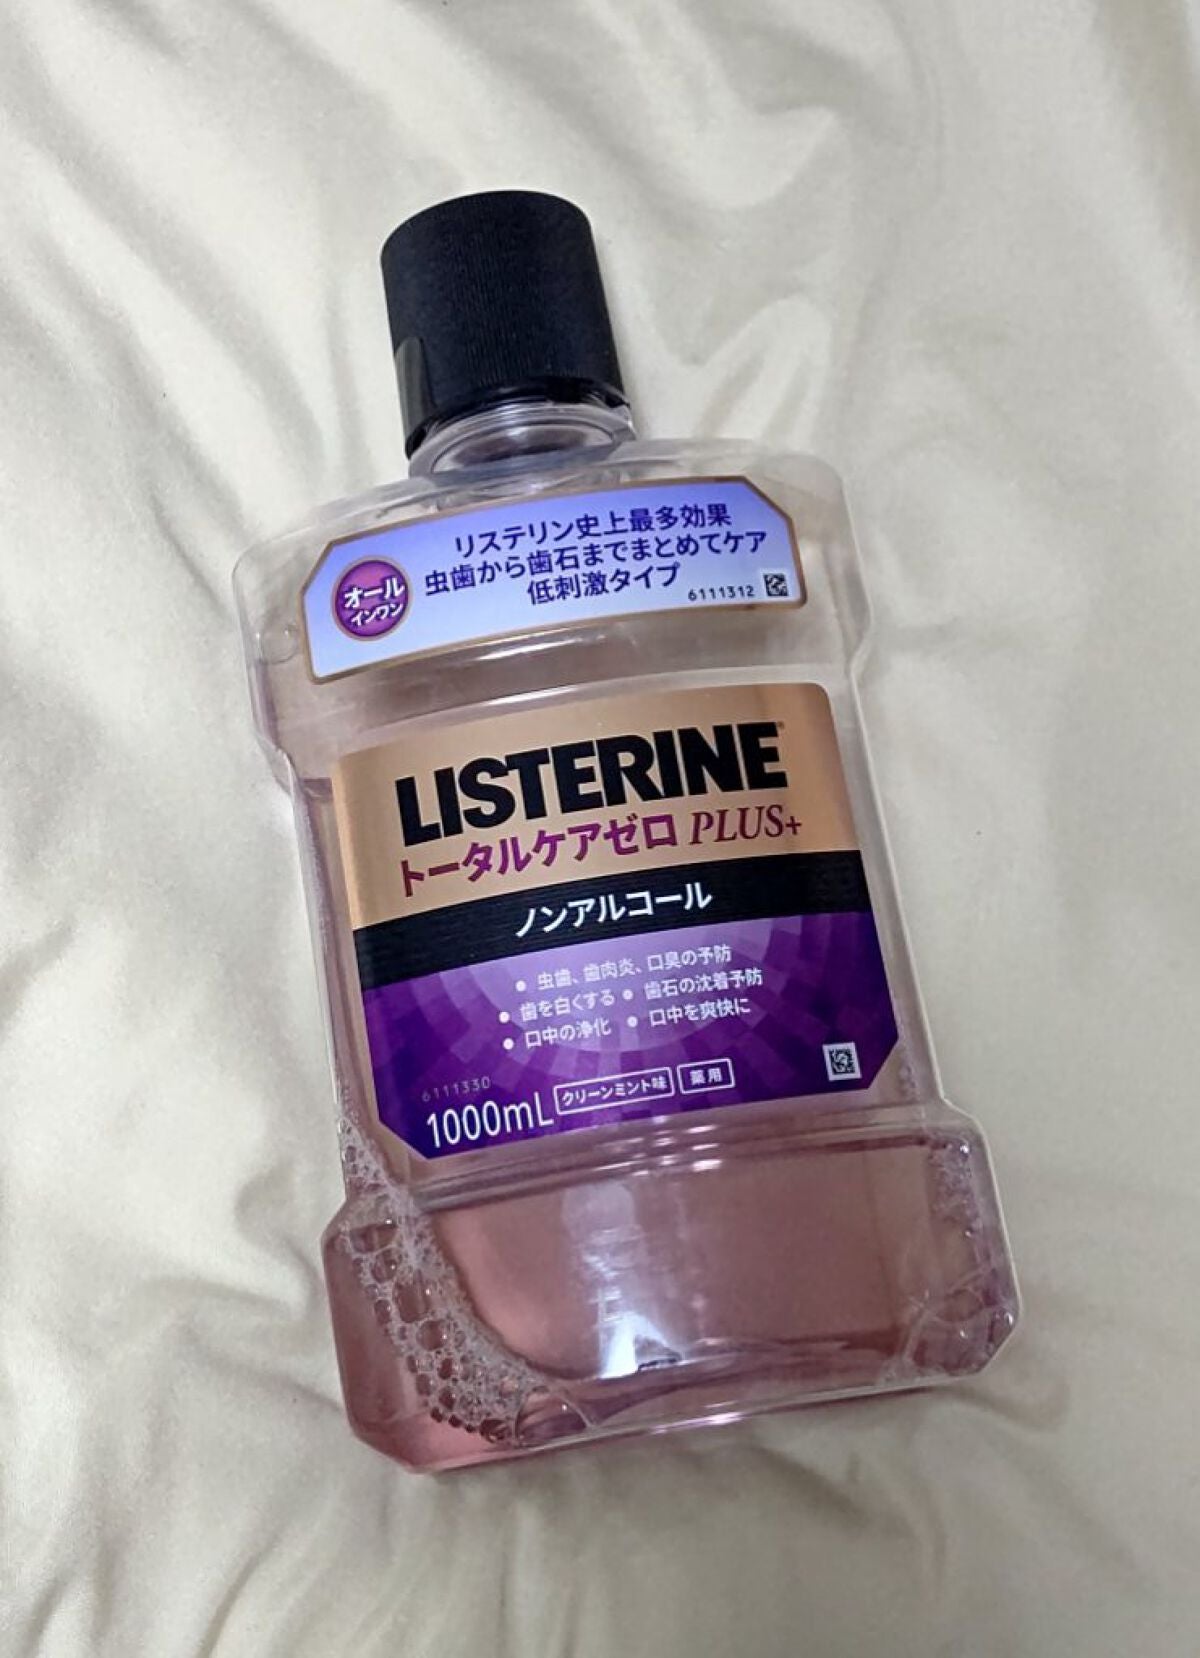 リステリン史上最多効果
虫歯から歯石までまとめてケア
低刺激タイプ
オール
インワン
6111312
LISTERINE®
トータルケアゼロ PLUS+
ノンアルコール
● 虫歯、歯肉炎、口臭の予防
● 歯を白くする ● 歯石の沈着予防
● 口中の浄化 ● 口中を爽快に
6111330
1000mL クリーンミント味 薬用